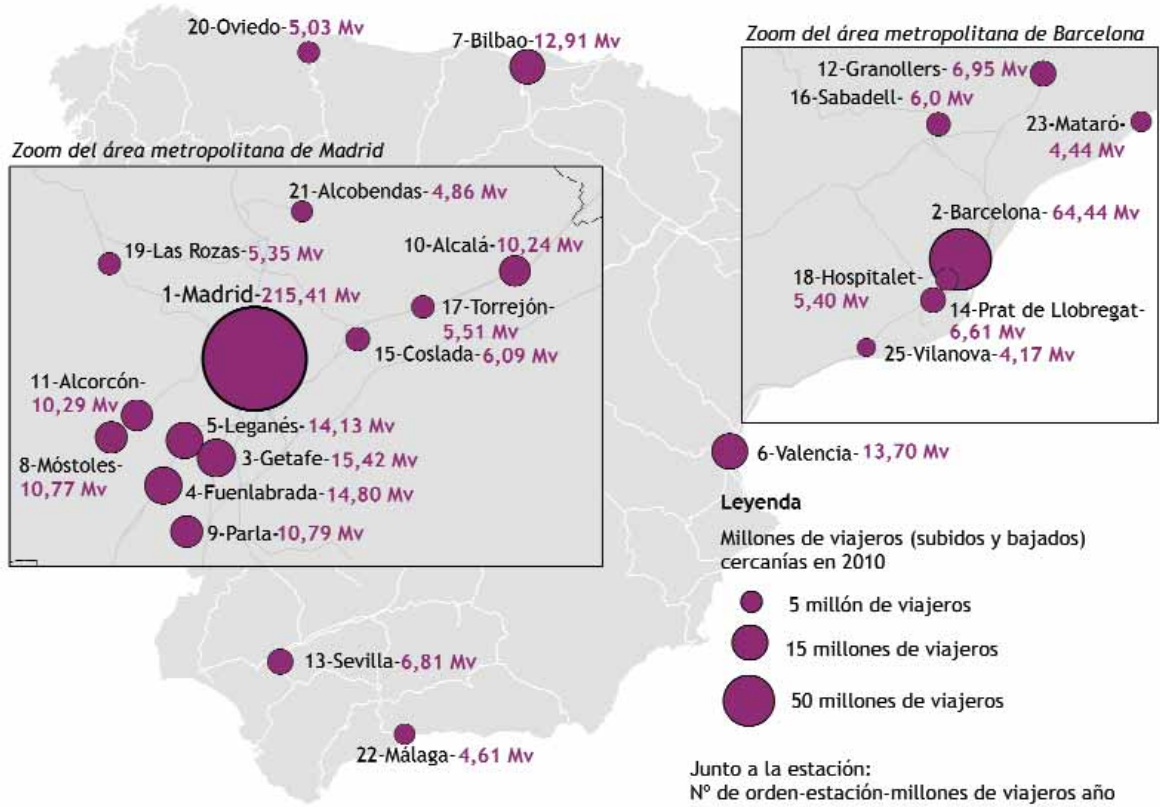 20-Oviedo-5,03 Mv
7-Bilbao-12,91 Mv
Zoom del área metropolitana de Barcelona
12-Granollers- 6,95 Mv
16-Sabadell- 6,0 Mv
23-Mataró-
4,44 Mv
2-Barcelona- 64,44 Mv
18-Hospitalet-
5,40 Mv
14-Prat de Llobregat-
6,61 Mv
25-Vilanova-4,17 Mv
Zoom del área metropolitana de Madrid
21-Alcobendas- 4,86 Mv
10-Alcalá-10,24 Mv
19-Las Rozas-
5,35 Mv
1-Madrid-215,41 Mv
17-Torrejón-
5,51 Mv
15-Coslada-6,09 Mv
11-Alcorcón-
10,29 Mv
5-Leganés- 14,13 Mv
3-Getafe-15,42 Mv
8-Móstoles-
10,77 Mv
4-Fuenlabrada-14,80 Mv
9-Parla-10,79 Mv
6-Valencia- 13,70 Mv
13-Sevilla-6,81 Mv
22-Málaga- 4,61 Mv
Leyenda
Millones de viajeros (subidos y bajados)
cercanías en 2010
5 millón de viajeros
15 millones de viajeros
50 millones de viajeros
Junto a la estación:
Nº de orden-estación-millones de viajeros año